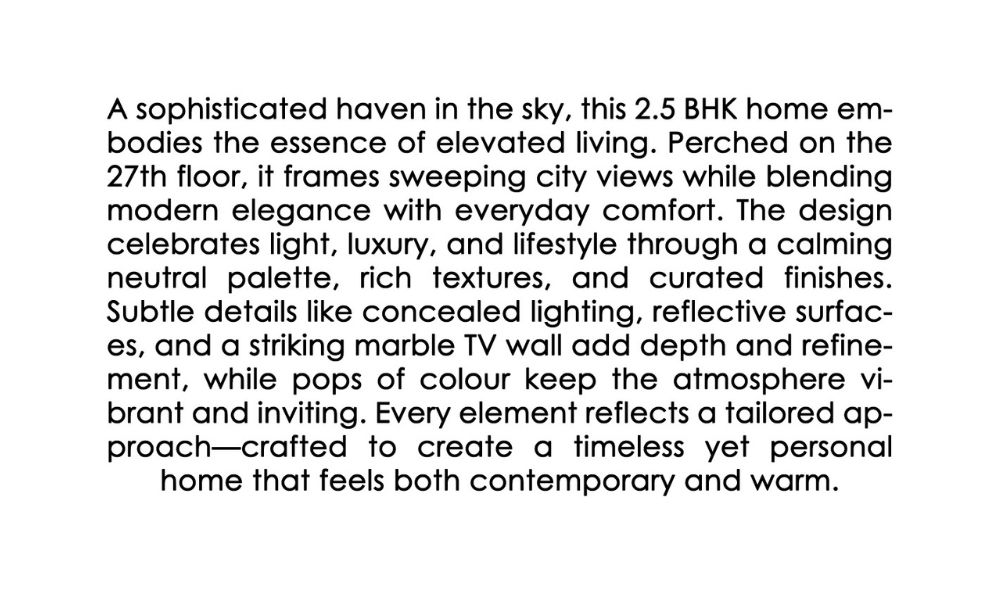 A sophisticated haven in the sky, this 2.5 BHK home em-
bodies the essence of elevated living. Perched on the
27th floor, it frames sweeping city views while blending
modern elegance with everyday comfort. The design
celebrates light, luxury, and lifestyle through a calming
neutral palette, rich textures, and curated finishes.
Subtle details like concealed lighting, reflective surfac-
es, and a striking marble TV wall add depth and refine-
ment, while pops of colour keep the atmosphere vi-
brant and inviting. Every element reflects a tailored ap-
proach—crafted to create a timeless yet personal
home that feels both contemporary and warm.